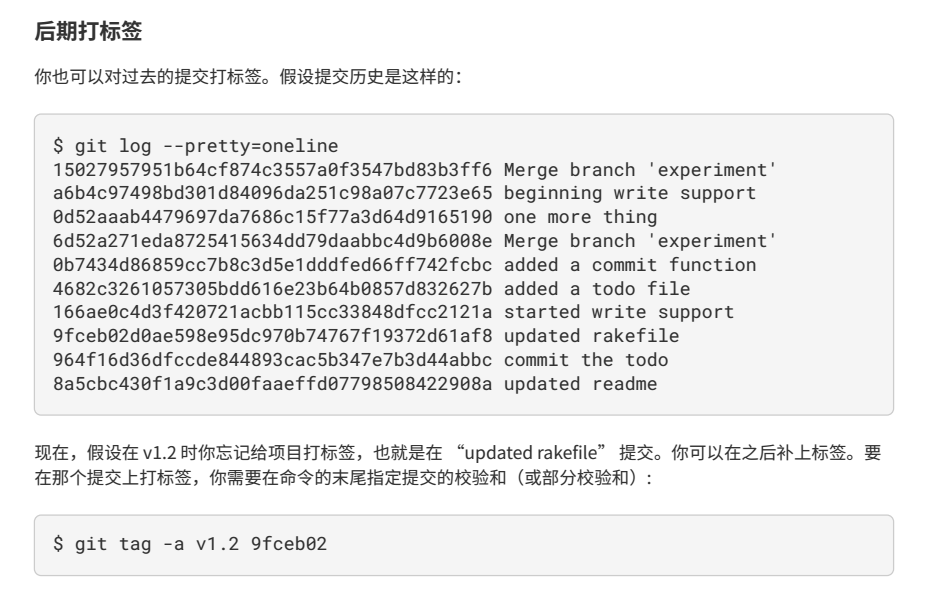 后期打标签
你也可以对过去的提交打标签。假设提交历史是这样的：
$ git log --pretty=oneline
15027957951b64cf874c3557a0f3547bd83b3ff6 Merge branch 'experiment'
a6b4c97498bd301d84096da251c98a07c7723e65 beginning write support
0d52aaab4479697da7686c15f77a3d64d9165190 one more thing
6d52a271eda8725415634dd79daabbc4d9b6008e Merge branch 'experiment'
0b7434d86859cc7b8c3d5e1dddfed66ff742fcbc added a commit function
4682c3261057305bdd616e23b64b0857d832627b added a todo file
166ae0c4d3f420721acbb115cc33848dfcc2121a started write support
9fceb02d0ae598e95dc970b74767f19372d61af8 updated rakefile
964f16d36dfccde844893cac5b347e7b3d44abbc commit the todo
8a5cbc430f1a9c3d00faaeffd07798508422908a updated readme
现在，假设在 v1.2 时你忘记给项目打标签，也就是在 “updated rakefile” 提交。你可以在之后补上标签。要
在那个提交上打标签，你需要在命令的末尾指定提交的校验和（或部分校验和）：
$ git tag -a v1.2 9fceb02